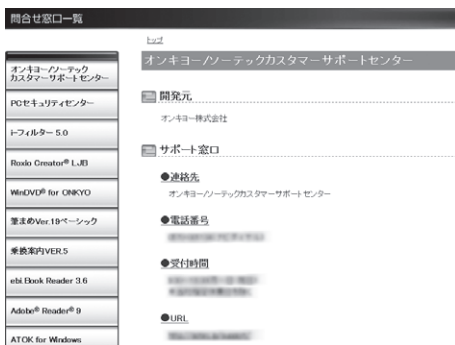 問合せ窓口一覧
トップ
オンキヨー/ソーテック
カスタマーサポートセンター
PCセキュリティセンター
i-フィルター 5.0
Roxio Creator® LJB
WinDVD® for ONKYO
筆まめVer.19ベーシック
乗換案内VER.5
ebi.Book Reader 3.6
Adobe® Reader® 9
ATOK for Windows
オンキヨー/ソーテックカスタマーサポートセンター
開発元
オンキヨー株式会社
サポート窓口
●連絡先
オンキヨー/ソーテックカスタマーサポートセンター
●電話番号
●受付時間
●URL